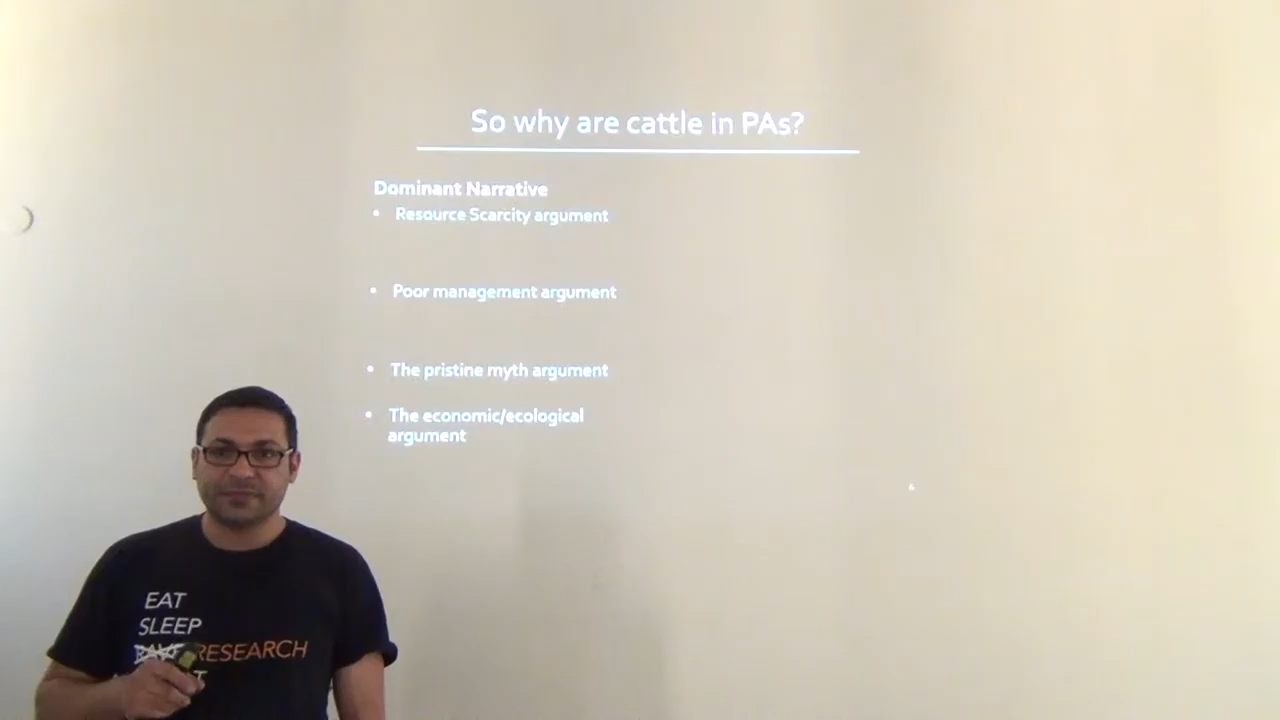 So why are cattle in PAs?
Dominant Narrative
• Resource Scarcity argument
• Poor management argument
• The pristine myth argument
• The economic/ecological
argument
EAT
SLEEP
RAVE RESEARCH